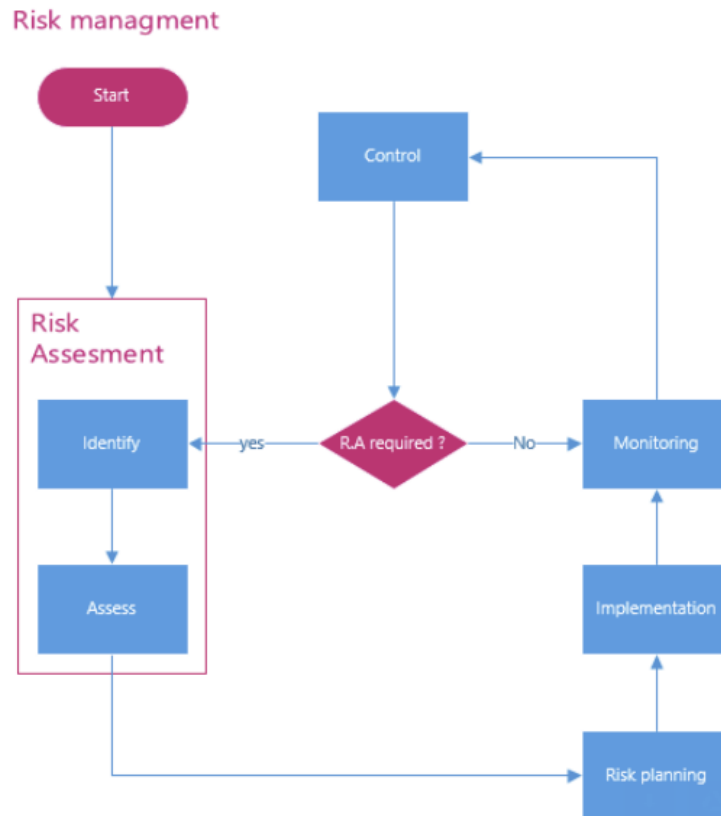 Risk managment
Start
Control
Risk
Assesment
Identify
yes
R.A required ?
No
Monitoring
Assess
Implementation
Risk planning